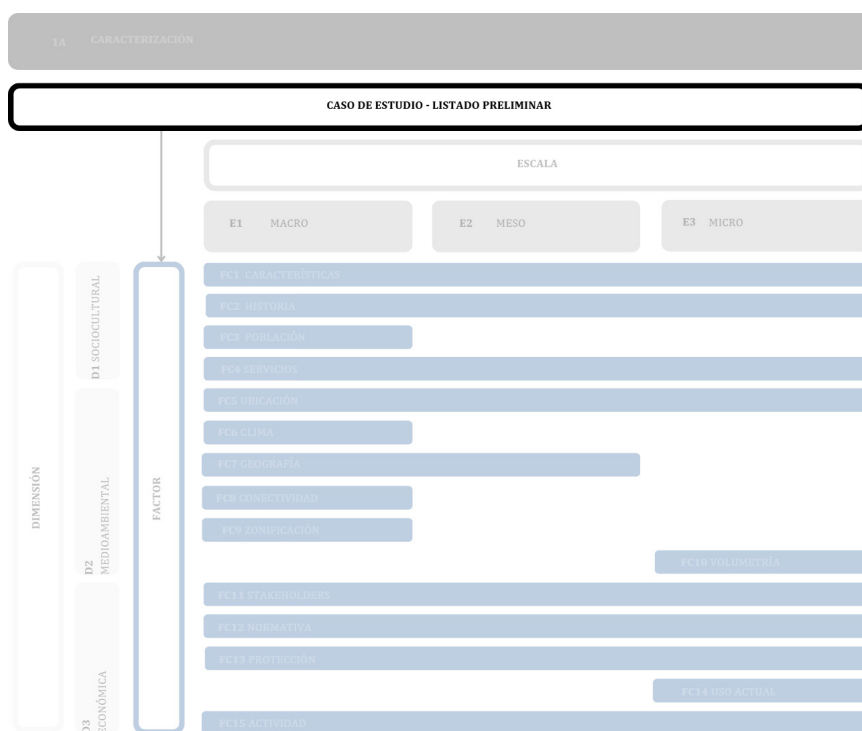 1A CARACTERIZACIÓN
CASO DE ESTUDIO - LISTADO PRELIMINAR
ESCALA
E1 MACRO
E2 MESO
E3 MICRO
DIMENSIÓN
D1 SOCIOCULTURAL
D2
MEDIOAMBIENTAL
D3
ECONÓMICA
FACTOR
FC1 CARACTERÍSTICAS
FC2 HISTORIA
FC3 POBLACIÓN
FC4 SERVICIOS
FC5 UBICACIÓN
FC6 CLIMA
FC7 GEOGRAFÍA
FC8 CONECTIVIDAD
FC9 ZONIFICACIÓN
FC10 VOLUMETRÍA
FC11 STAKEHOLDERS
FC12 NORMATIVA
FC13 PROTECCIÓN
FC14 USO ACTUAL
FC15 ACTIVIDAD